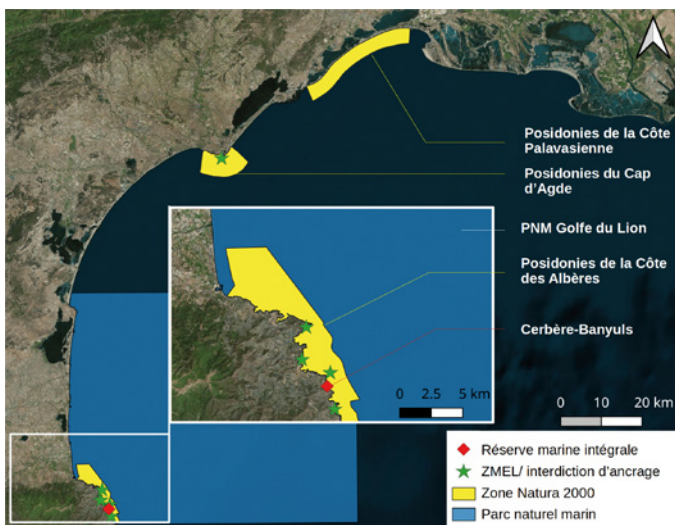 Posidonies de la Côte
Palavasienne
Posidonies du Cap
d'Agde
PNM Golfe du Lion
Posidonies de la Côte
des Albères
Cerbère-Banyuls
0 2.5 5 km
0 10 20 km
Réserve marine intégrale
ZMEL/ interdiction d'ancrage
Zone Natura 2000
Parc naturel marin